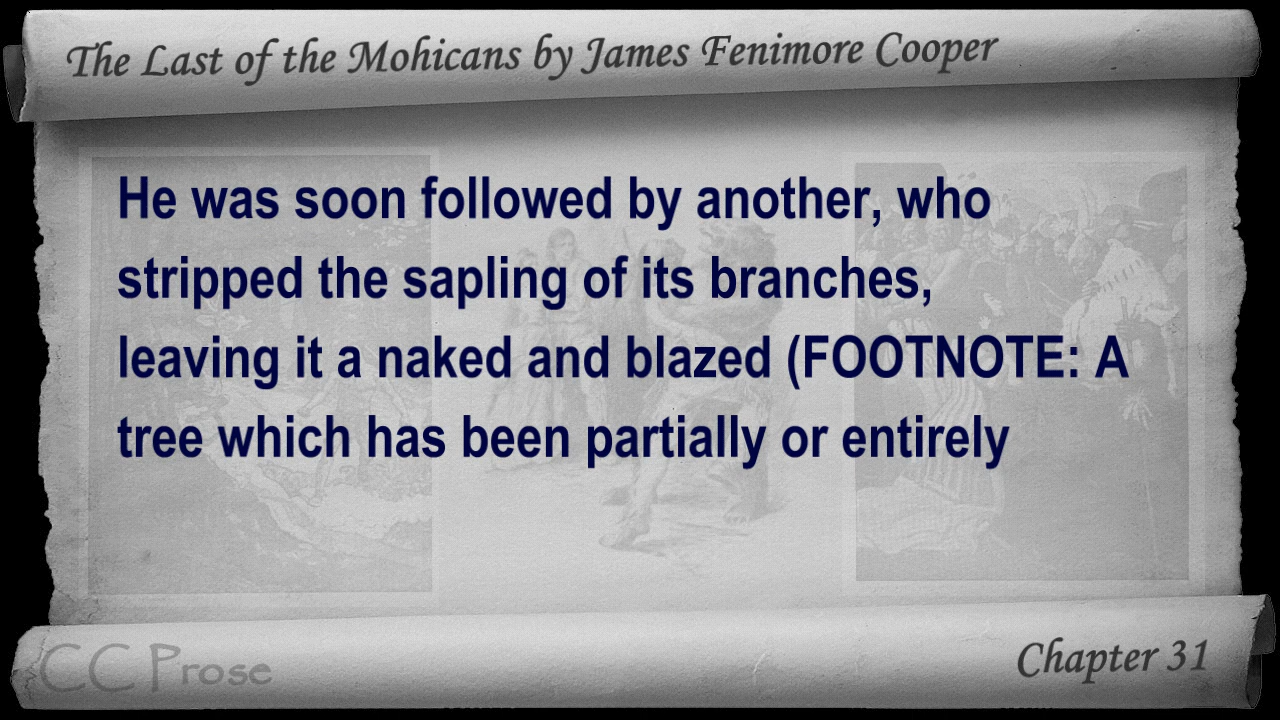 The Last of the Mohicans by James Fenimore Cooper
He was soon followed by another, who
stripped the sapling of its branches,
leaving it a naked and blazed (FOOTNOTE: A
tree which has been partially or entirely
CC Prose
Chapter 31